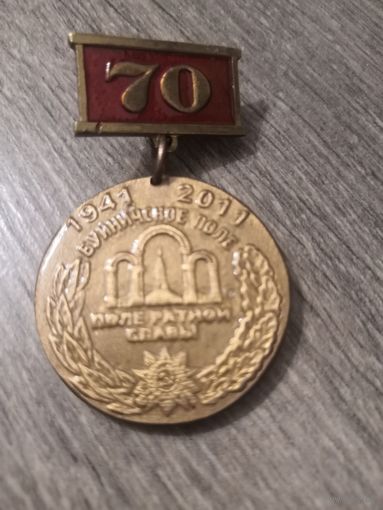 70
1941 2011
БУЙНИЧСКОЕ ПОЛЕ
ПОЛЕ РАТНОЙ
СЛАВЫ